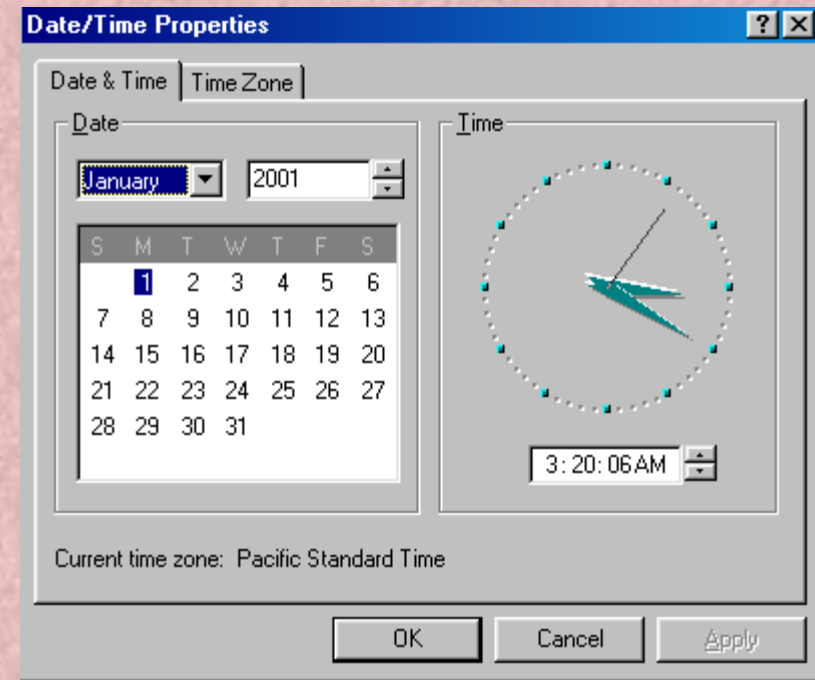 Date/Time Properties
Date & Time Time Zone
Date
January 2001
S M T W T F S
1 2 3 4 5 6
7 8 9 10 11 12 13
14 15 16 17 18 19 20
21 22 23 24 25 26 27
28 29 30 31
Time
3:20:06 AM
Current time zone: Pacific Standard Time
OK Cancel Apply